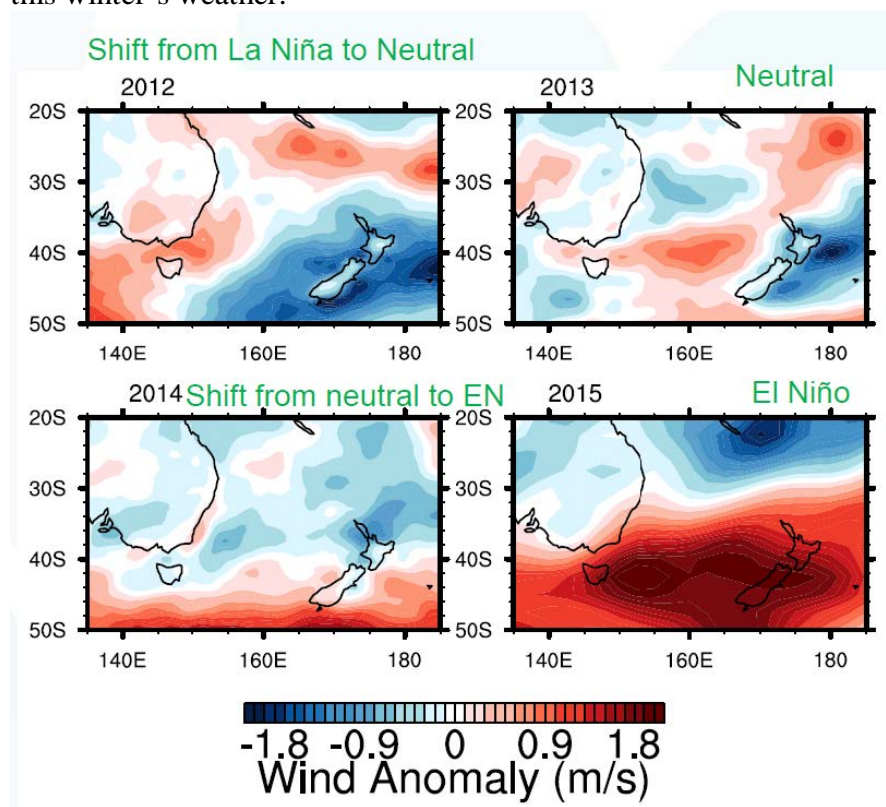 this winter's weather.
Shift from La Niña to Neutral
2012
2013
Neutral
20S
30S
40S
50S
140E 160E 180
20S
30S
40S
50S
140E 160E 180
2014 Shift from neutral to EN
2015
El Niño
20S
30S
40S
50S
140E 160E 180
20S
30S
40S
50S
140E 160E 180
-1.8 -0.9 0 0.9 1.8
Wind Anomaly (m/s)